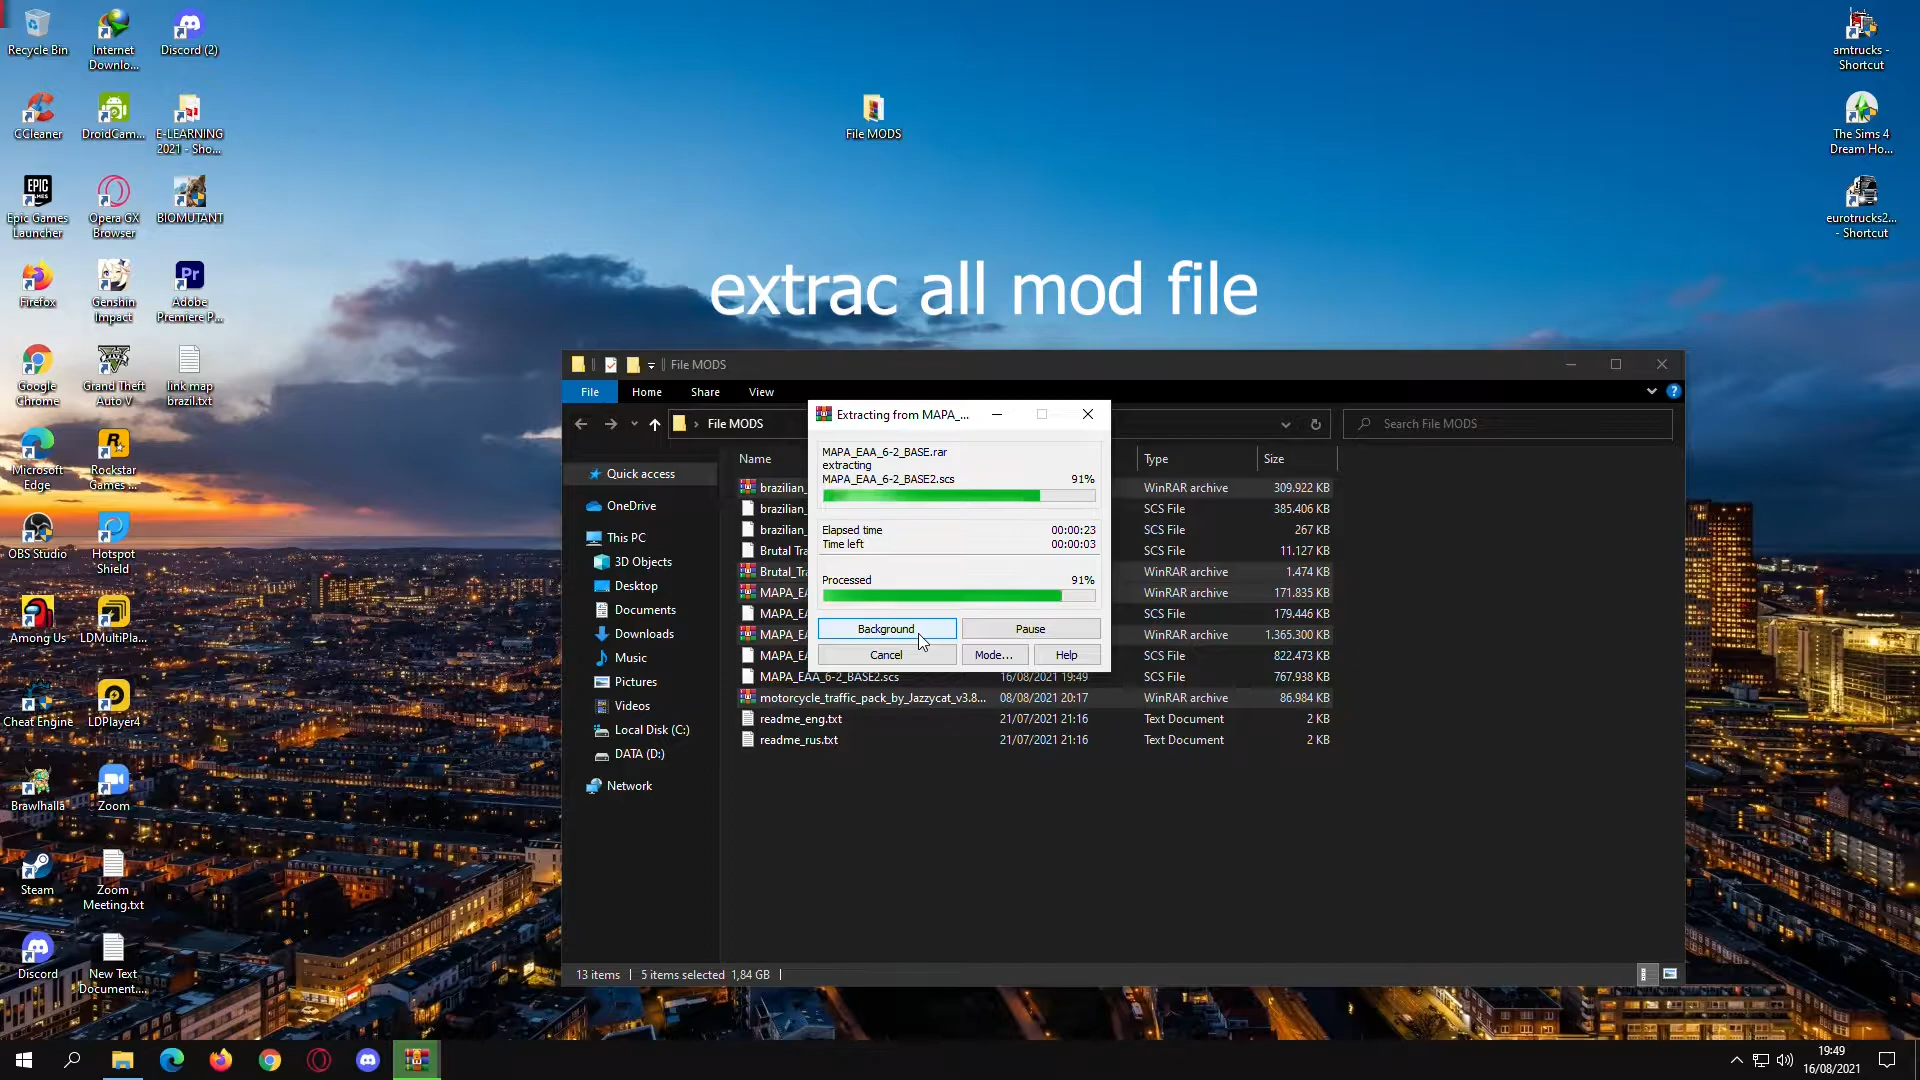 Recycle Bin
Internet
Downlo...
Discord (2)
CCleaner
DroidCam...
E-LEARNING
2021 - Sho...
EPIC
GAMES
Epic Games
Launcher
Opera GX
Browser
BIOMUTANT
Firefox
Genshin
Impact
Pr
Adobe
Premiere P...
Google
Chrome
Grand Theft
Auto V
link map
brazil.txt
Microsoft
Edge
Rockstar
Games ...
OBS Studio
Hotspot
Shield
Among Us
LDMultiPla...
Cheat Engine
LDPlayer4
Brawlhalla
Zoom
Steam
Zoom
Meeting.txt
Discord
New Text
Document....
File MODS
amtrucks -
Shortcut
The Sims 4
Dream Ho...
eurotrucks2...
- Shortcut
extrac all mod file
File MODS
File
Home
Share
View
File MODS
Search File MODS
Quick access
OneDrive
This PC
3D Objects
Desktop
Documents
Downloads
Music
Pictures
Videos
Local Disk (C:)
DATA (D:)
Network
Name
Type
Size
brazilian_
WinRAR archive
309.922 KB
brazilian_
SCS File
385.406 KB
brazilian_
SCS File
267 KB
Brutal Tra
SCS File
11.127 KB
Brutal_Tra
WinRAR archive
1.474 KB
MAPA_EA
WinRAR archive
171.835 KB
MAPA_EA
SCS File
179.446 KB
MAPA_EA
WinRAR archive
1.365.300 KB
MAPA_EA
SCS File
822.473 KB
MAPA_EAA_6-2_BASE2.scs
16/08/2021 19:49
SCS File
767.938 KB
motorcycle_traffic_pack_by_Jazzycat_v3.8...
08/08/2021 20:17
WinRAR archive
86.984 KB
readme_eng.txt
21/07/2021 21:16
Text Document
2 KB
readme_rus.txt
21/07/2021 21:16
Text Document
2 KB
Extracting from MAPA_...
MAPA_EAA_6-2_BASE.rar
extracting
MAPA_EAA_6-2_BASE2.scs
91%
Elapsed time
00:00:23
Time left
00:00:03
Processed
91%
Background
Pause
Cancel
Mode...
Help
13 items
5 items selected 1,84 GB
19:49
16/08/2021